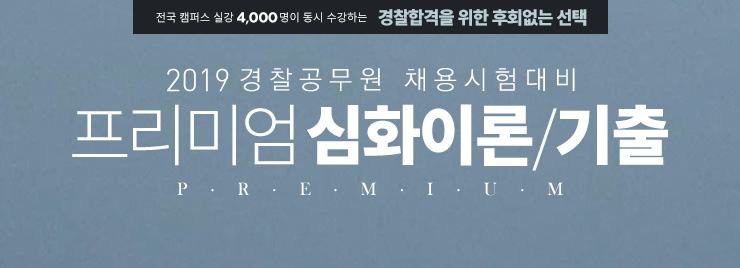 전국 캠퍼스 실강 4,000명이 동시 수강하는 경찰합격을 위한 후회없는 선택
2019 경찰공무원 채용시험대비
프리미엄 심화이론/기출
P · R · E · M · I · U · M